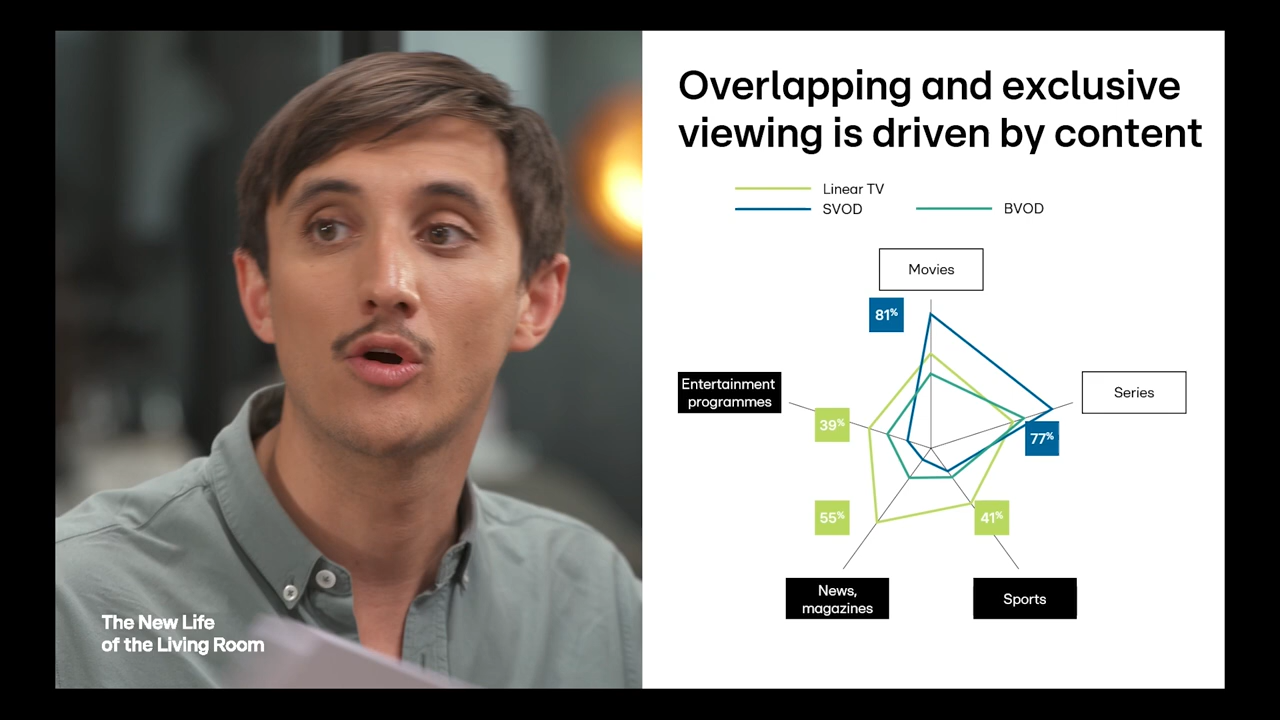 Overlapping and exclusive
viewing is driven by content
Linear TV
SVOD
BVOD
Movies
81%
Entertainment
programmes
Series
39%
77%
55%
41%
News,
magazines
Sports
The New Life
of the Living Room